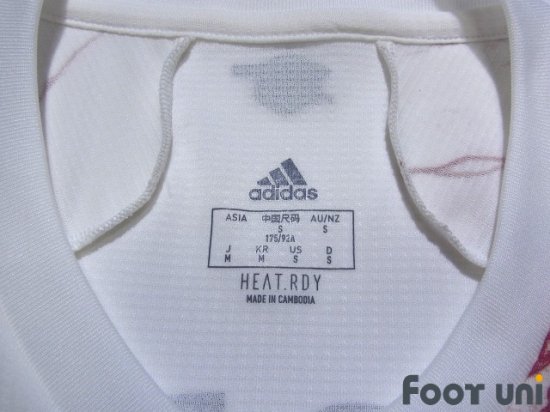 adidas
ASIA 中国尺码 AU/NZ
S S
175/92A
J KR US D
M M S S
HEAT.RDY
MADE IN CAMBODIA
Foot uni